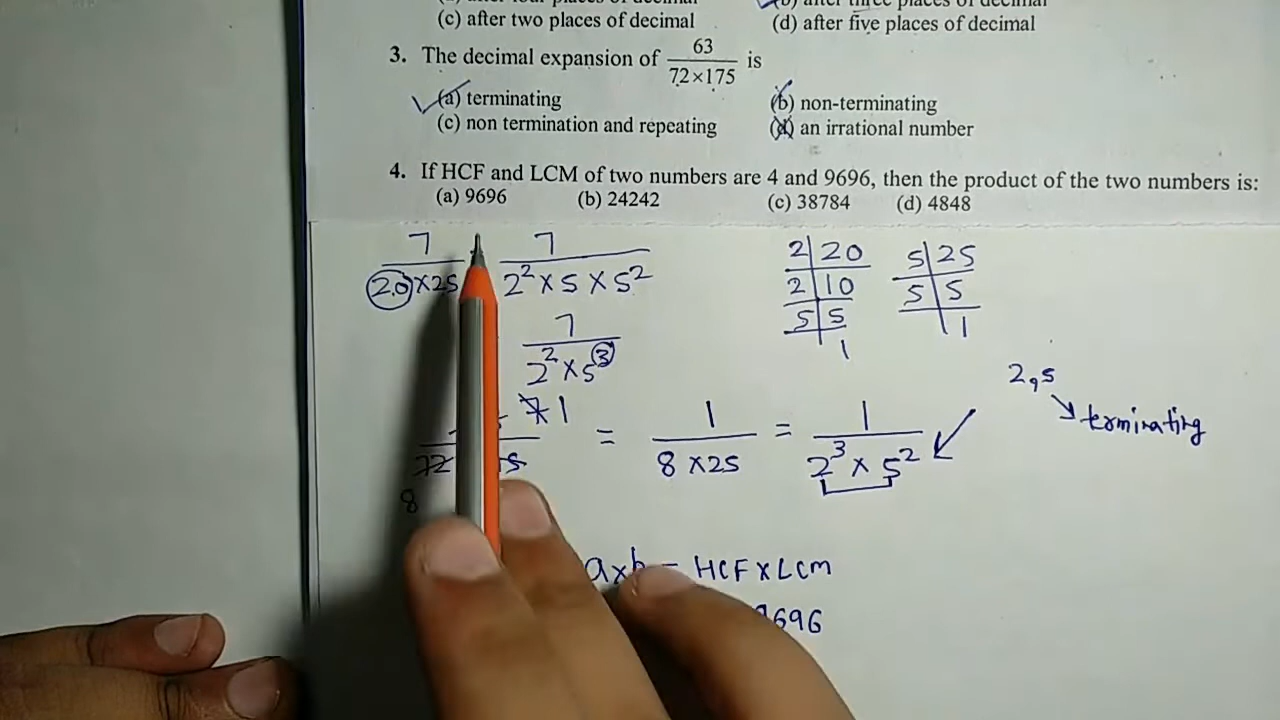 (c) after two places of decimal
(d) after five places of decimal
3. The decimal expansion of 63/72×175 is
(a) terminating
(b) non-terminating
(c) non termination and repeating
(d) an irrational number
4. If HCF and LCM of two numbers are 4 and 9696, then the product of the two numbers is:
(a) 9696 (b) 24242 (c) 38784 (d) 4848
7/20×25 7/2²×5×5²
7/2²×5³
2|20
2|10
5|5
1
5|25
5|5
1
2,5
terminating
1
72
8
= 1/8×25 = 1/2³×5²
a×b = HCF×LCM
9696